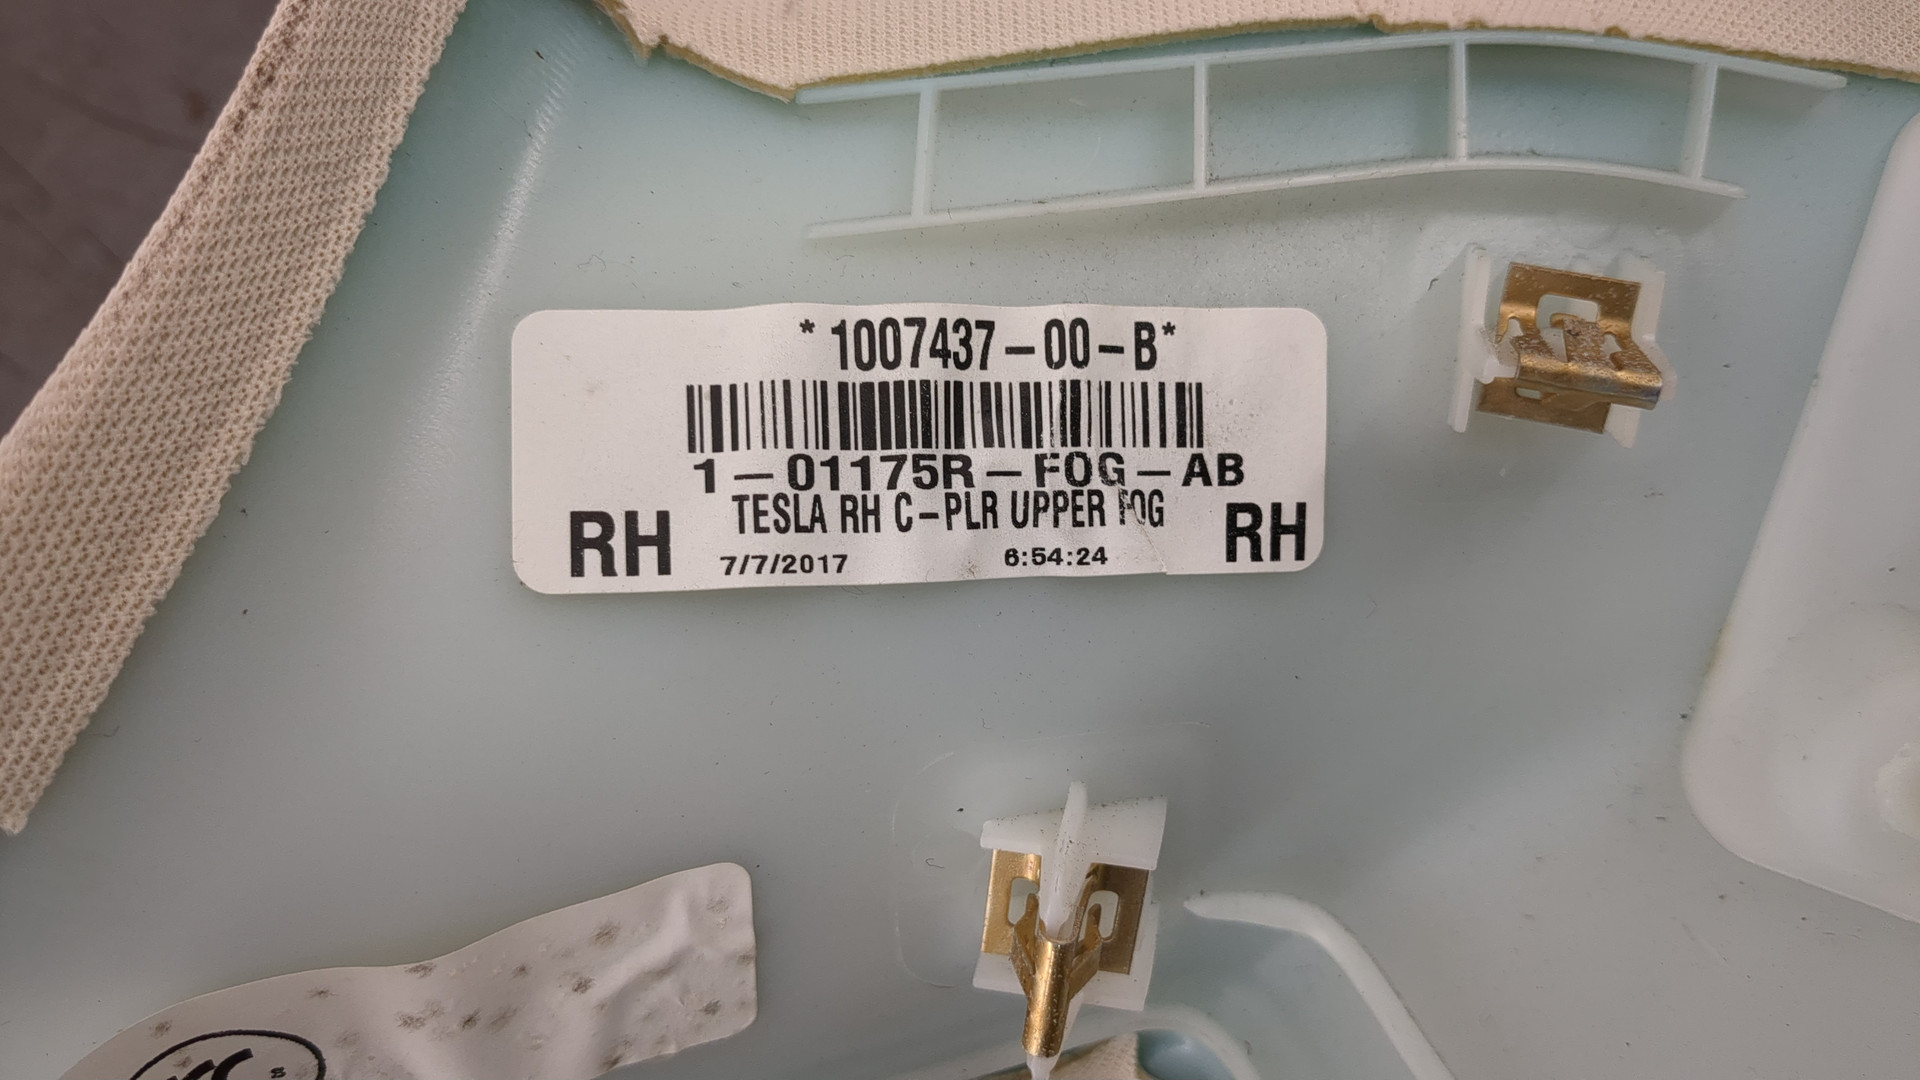 *1007437-00-B*
1-01175R-FOG-AB
TESLA RH C-PLR UPPER FOG
RH 7/7/2017 6:54:24 RH